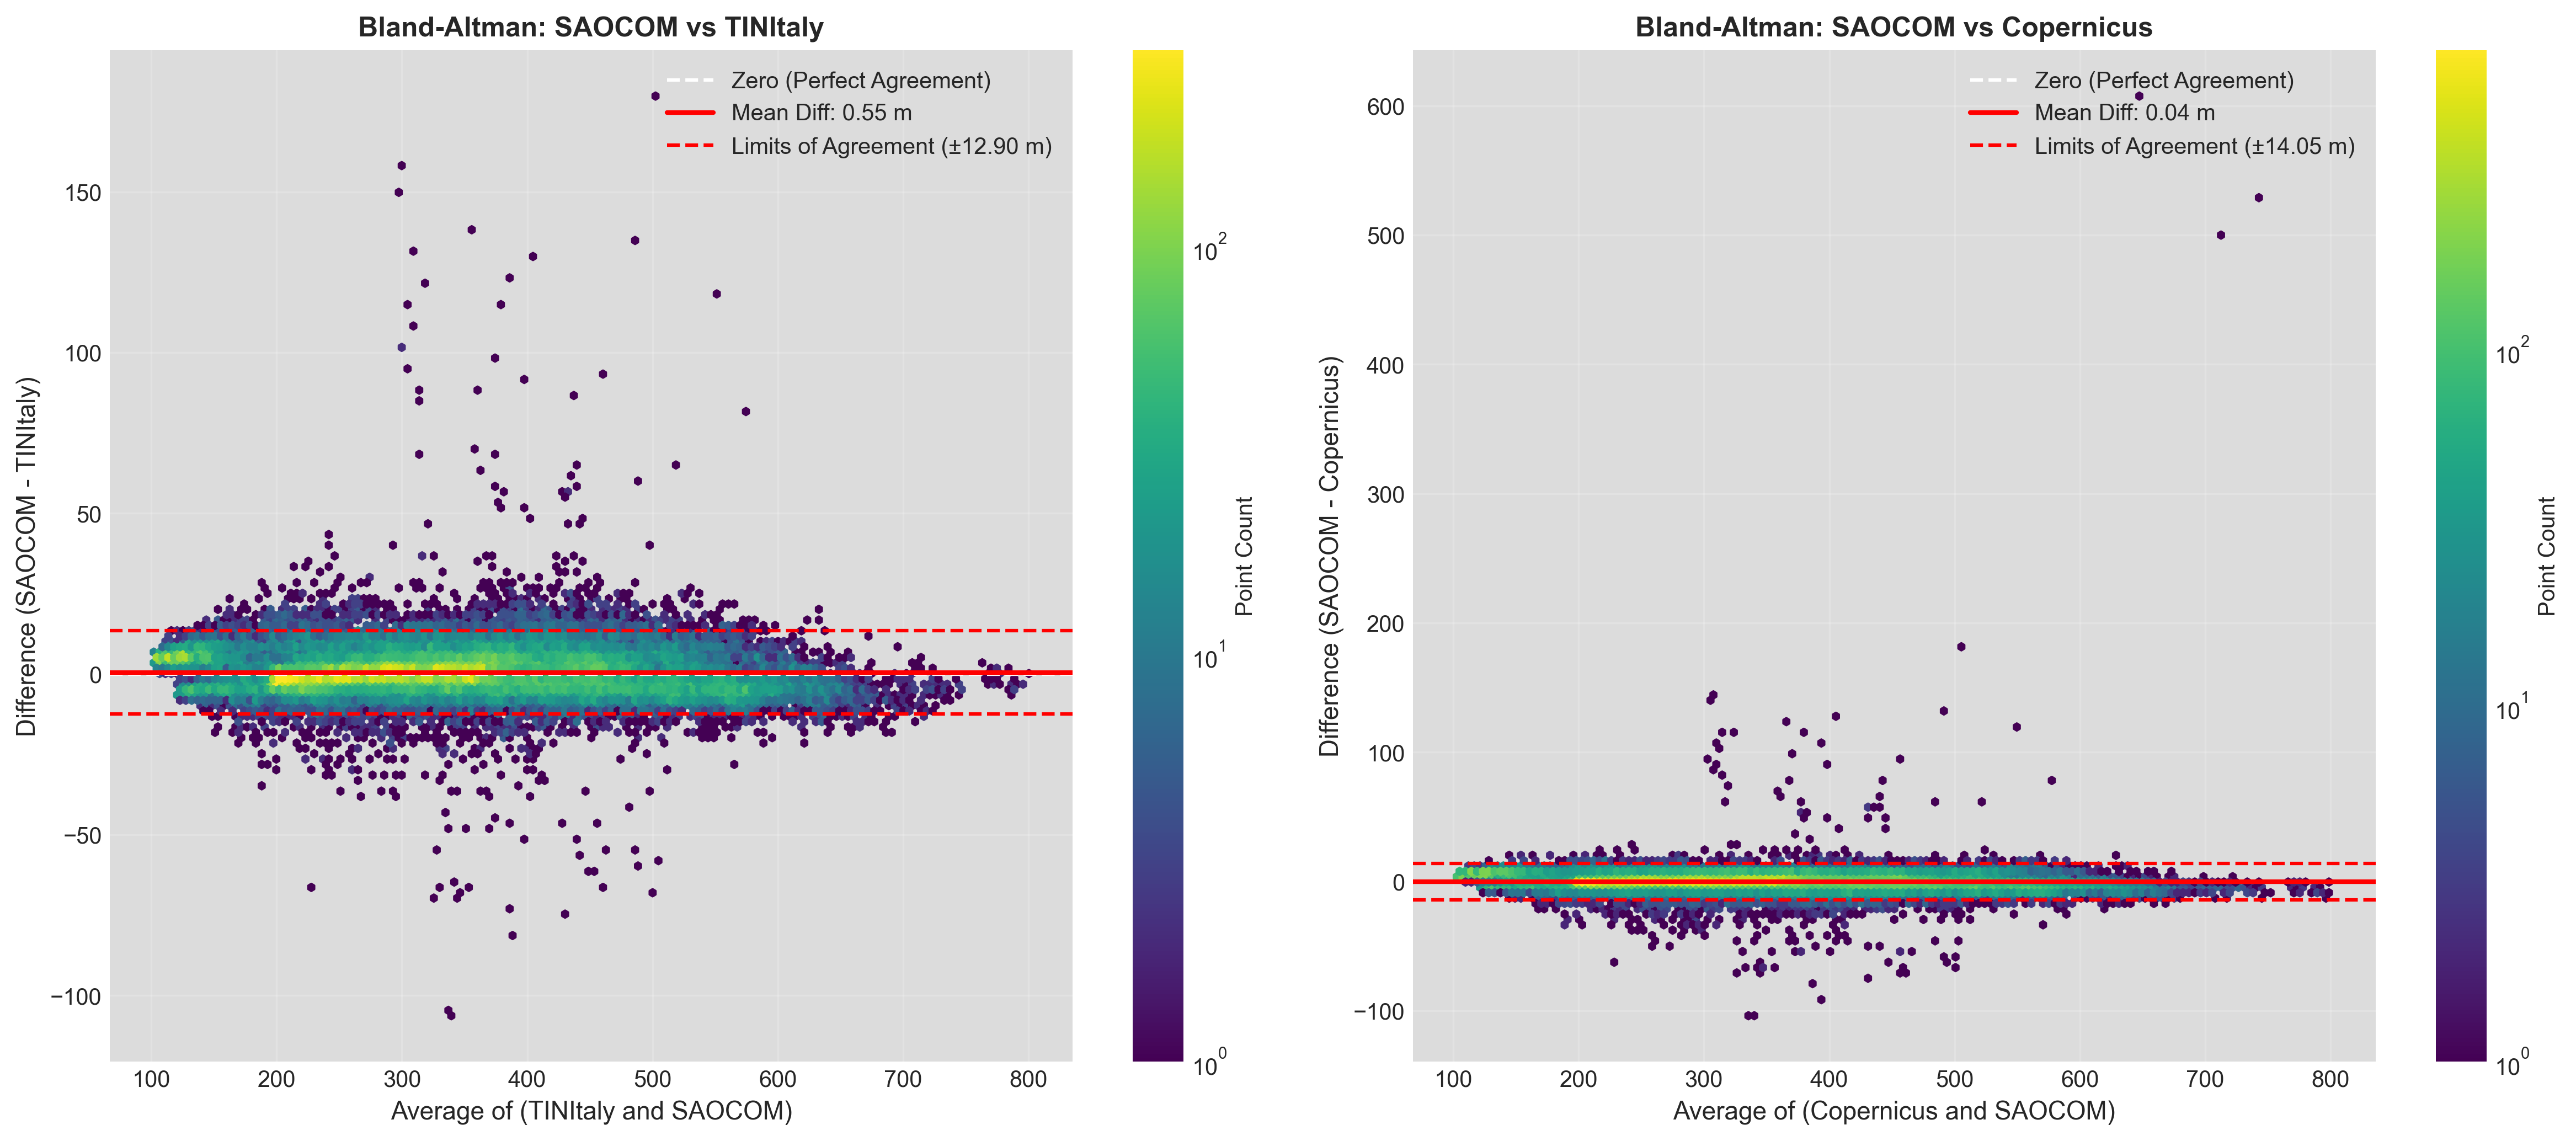 Bland-Altman: SAOCOM vs TINItaly
Zero (Perfect Agreement)
Mean Diff: 0.55 m
Limits of Agreement (±12.90 m)
Difference (SAOCOM - TINItaly)
150
100
50
0
−50
−100
100 200 300 400 500 600 700 800
Average of (TINItaly and SAOCOM)
10²
10¹
10⁰
Point Count
Bland-Altman: SAOCOM vs Copernicus
Zero (Perfect Agreement)
Mean Diff: 0.04 m
Limits of Agreement (±14.05 m)
Difference (SAOCOM - Copernicus)
600
500
400
300
200
100
0
−100
100 200 300 400 500 600 700 800
Average of (Copernicus and SAOCOM)
10²
10¹
10⁰
Point Count